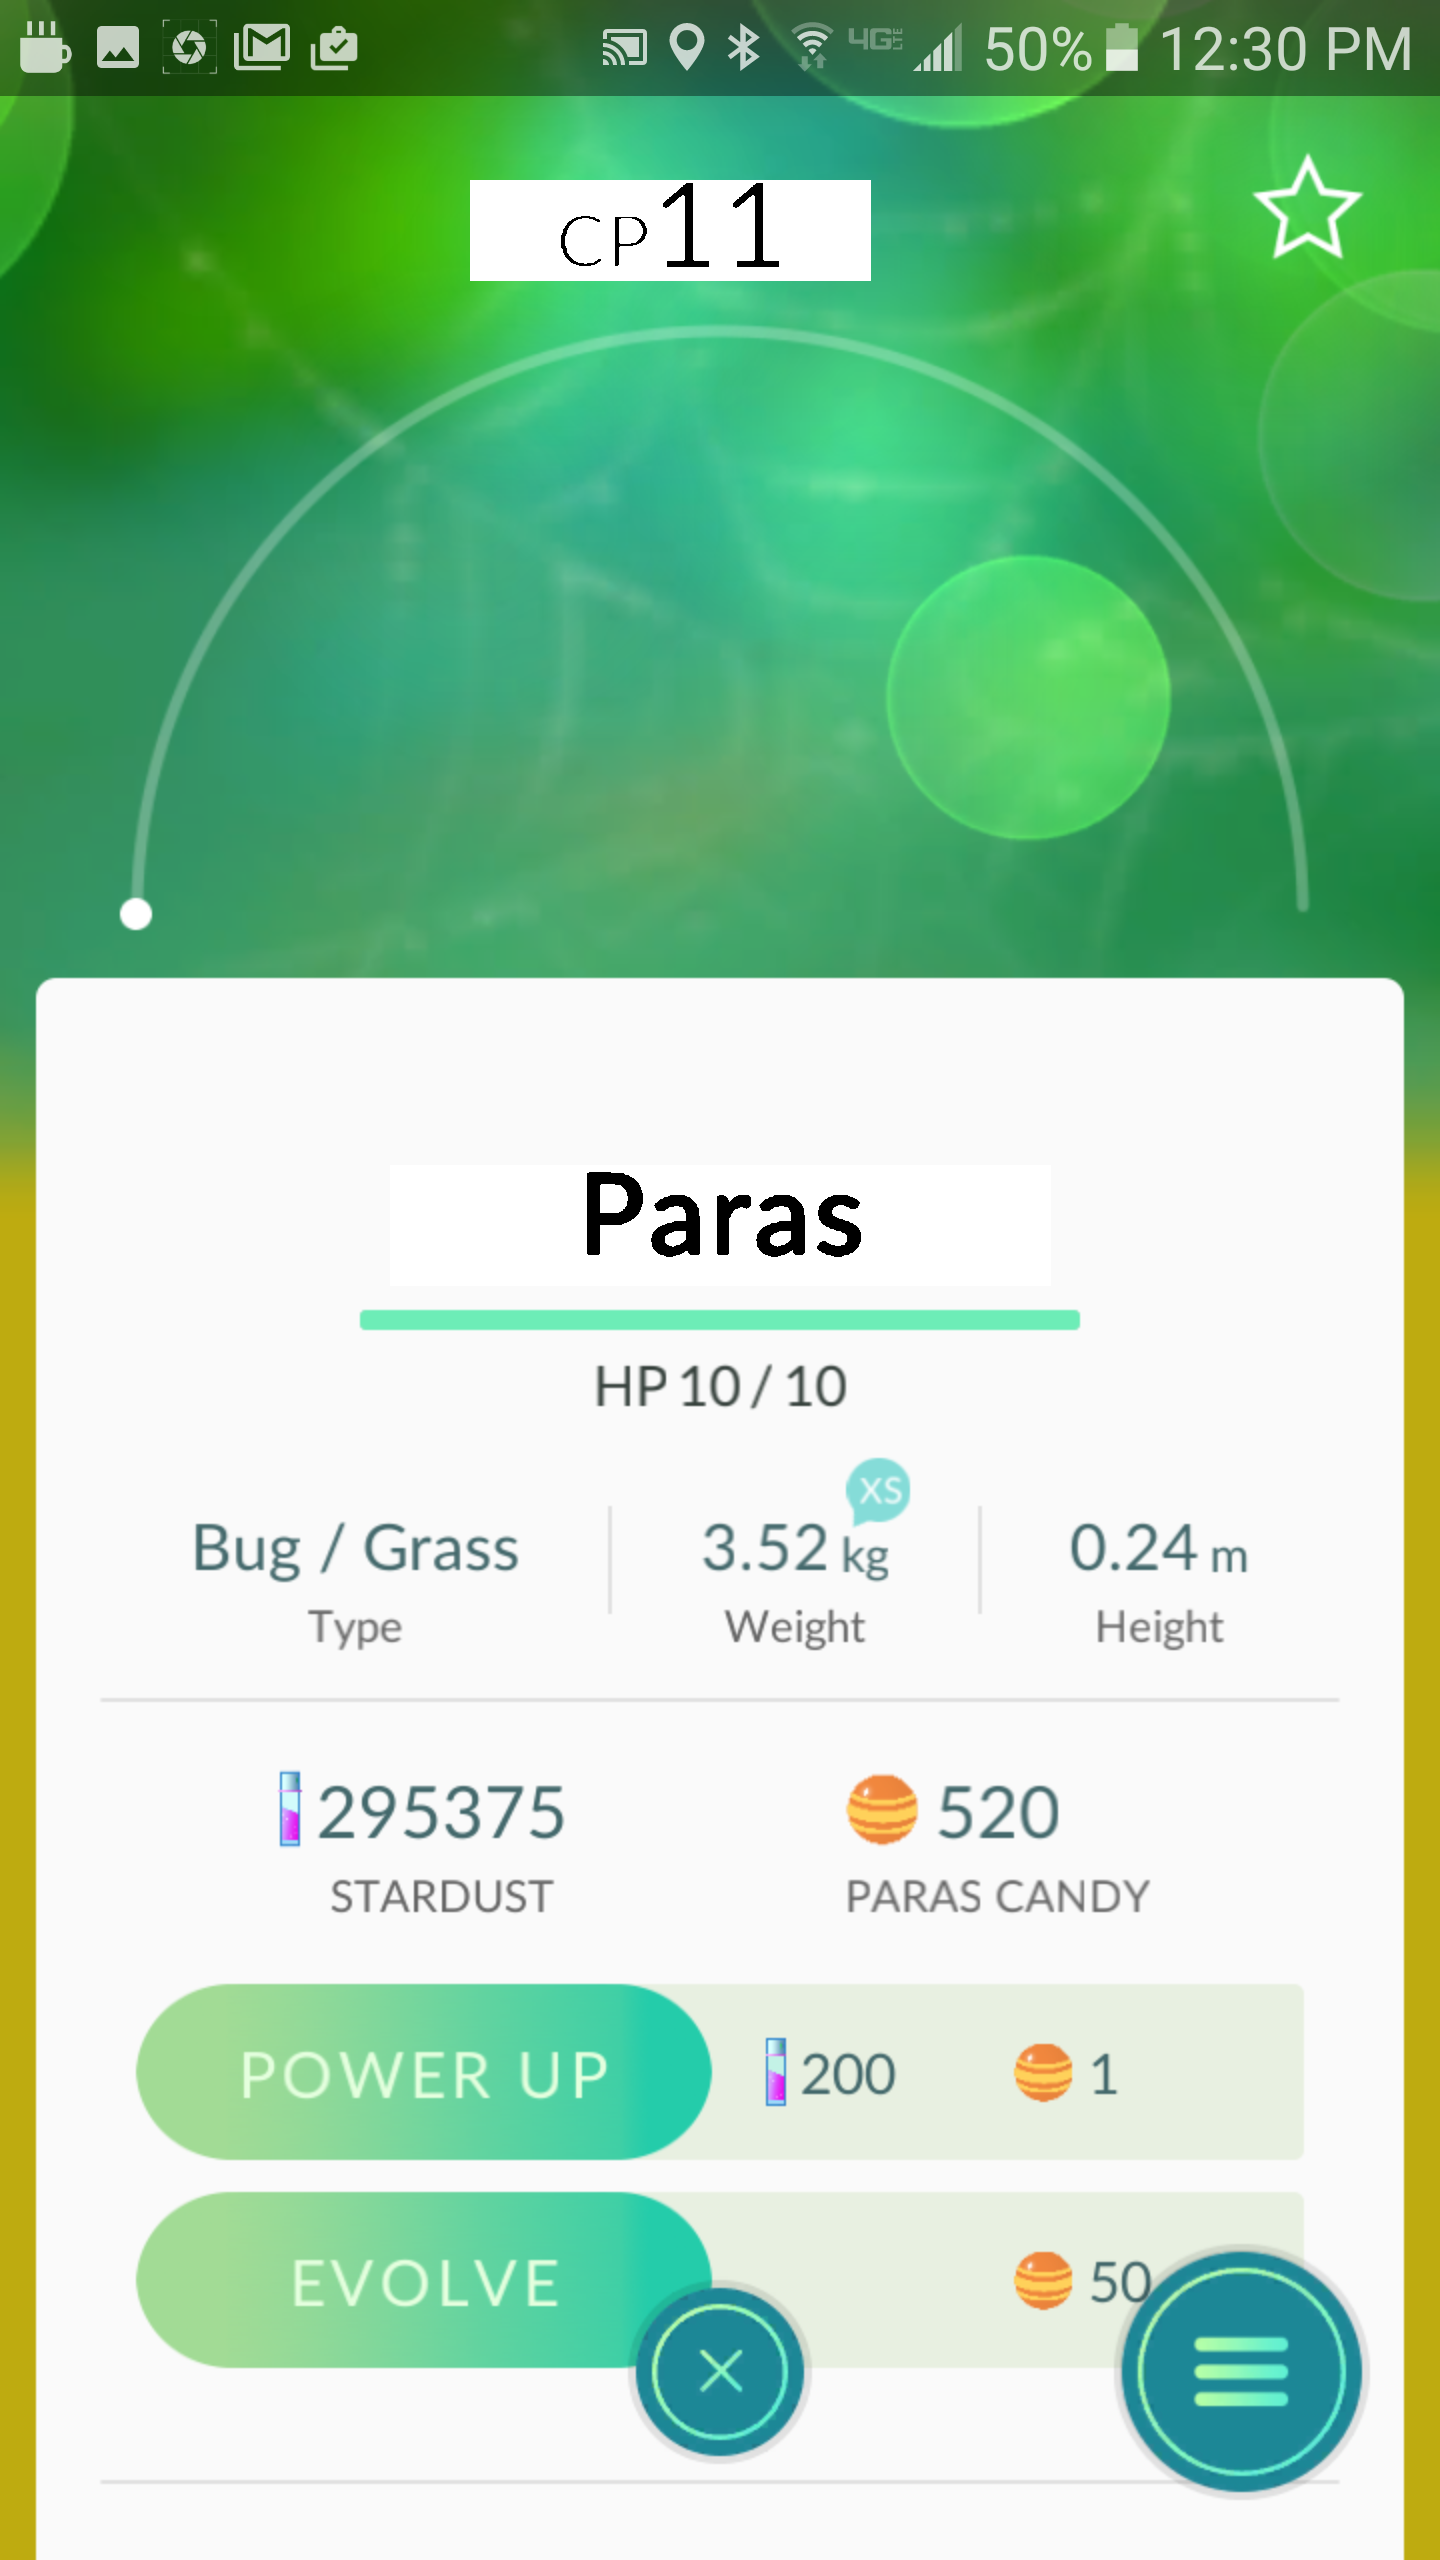 4G LTE 50% 12:30 PM
CP11
Paras
HP 10 / 10
XS
Bug / Grass 3.52 kg 0.24 m
Type Weight Height
295375 520
STARDUST PARAS CANDY
POWER UP 200 1
EVOLVE 50